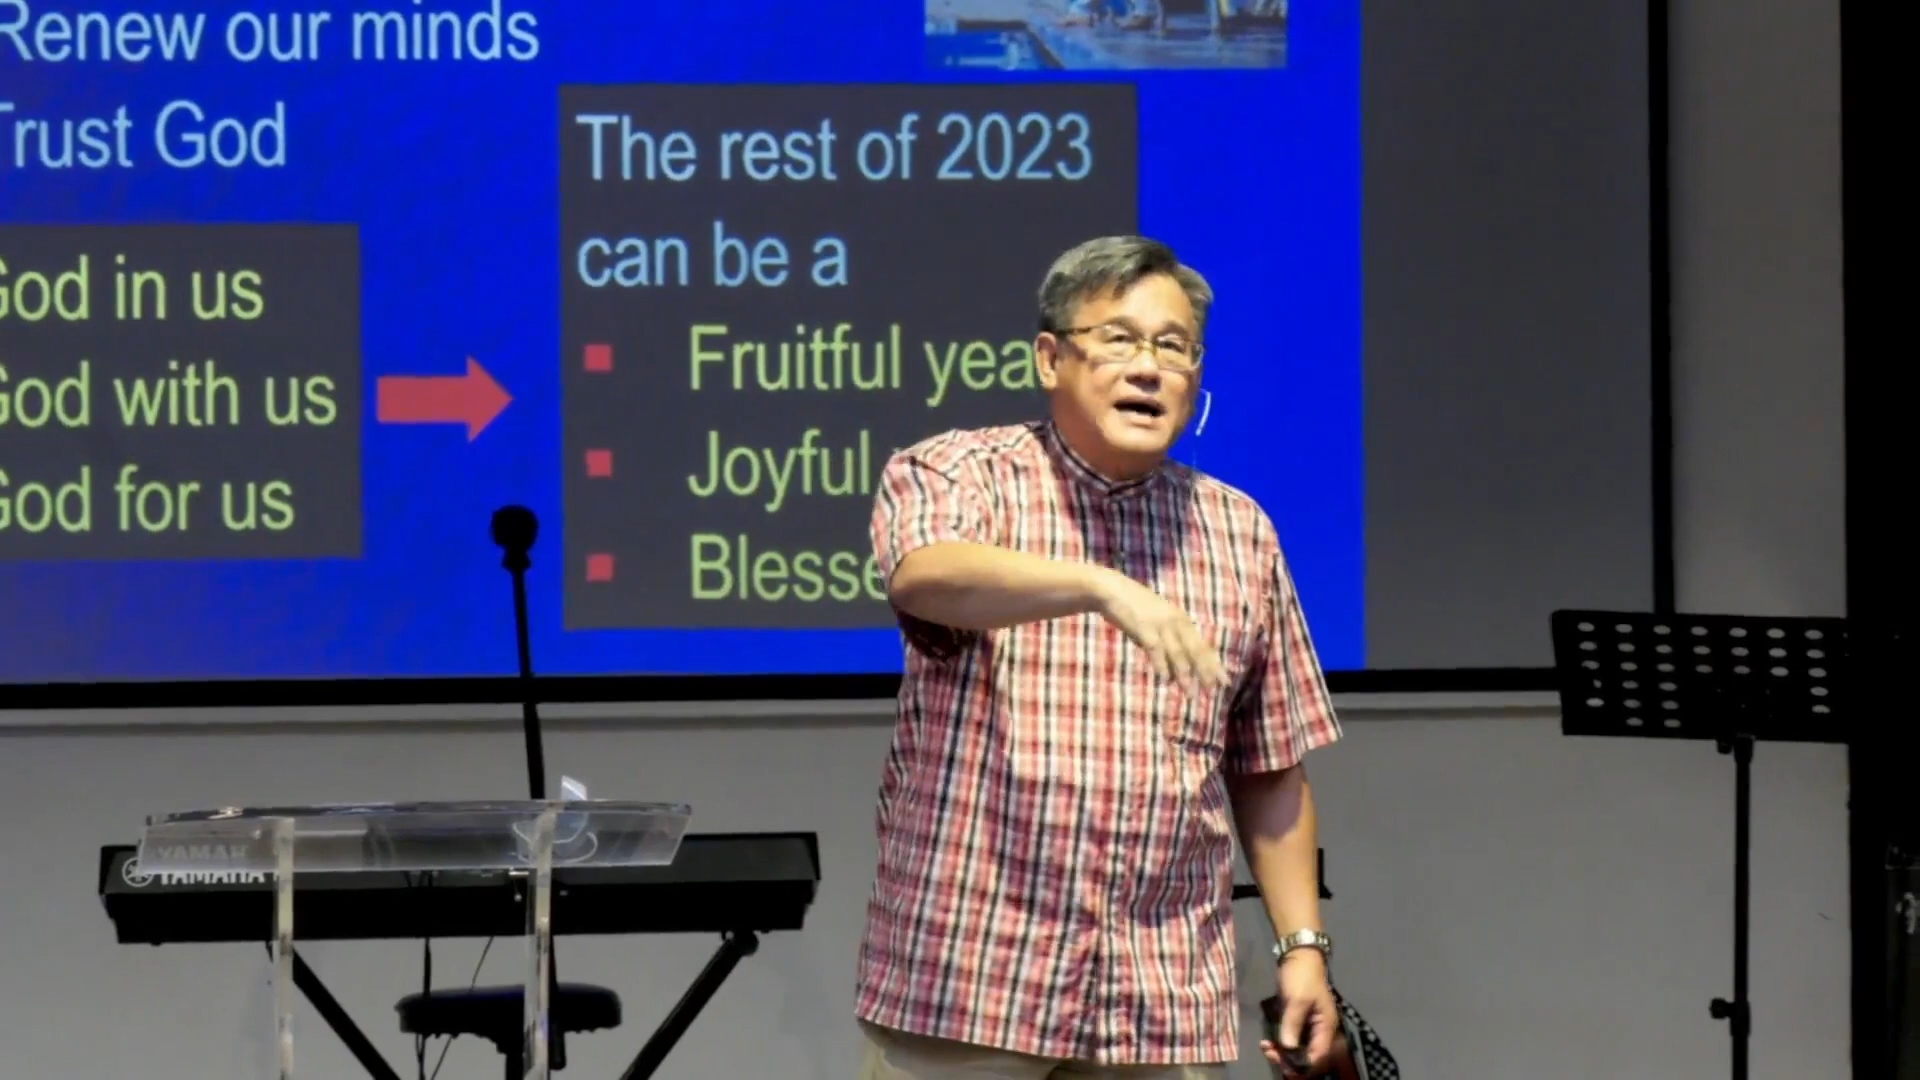 Renew our minds
Trust God
God in us
God with us
God for us
The rest of 2023
can be a
Fruitful yea
Joyful
Blesse
YAMAHA